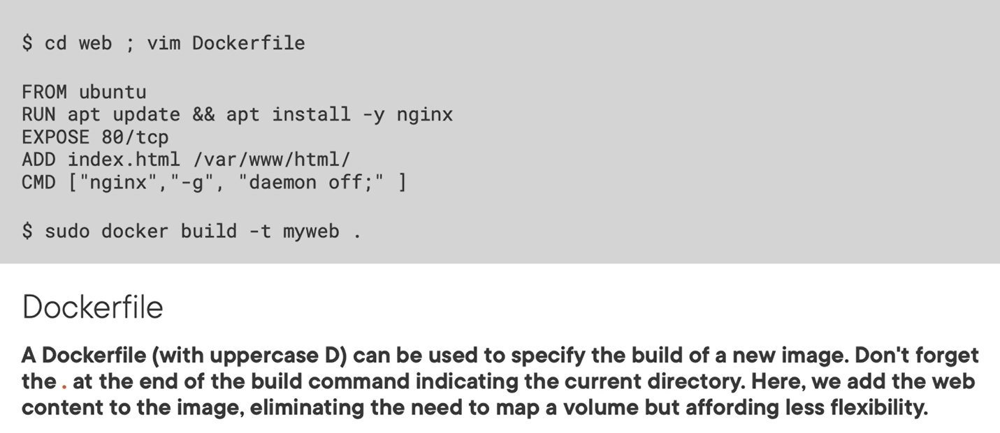 $ cd web ; vim Dockerfile
FROM ubuntu
RUN apt update && apt install -y nginx
EXPOSE 80/tcp
ADD index.html /var/www/html/
CMD ["nginx","-g", "daemon off;" ]
$ sudo docker build -t myweb .
Dockerfile
A Dockerfile (with uppercase D) can be used to specify the build of a new image. Don't forget
the . at the end of the build command indicating the current directory. Here, we add the web
content to the image, eliminating the need to map a volume but affording less flexibility.